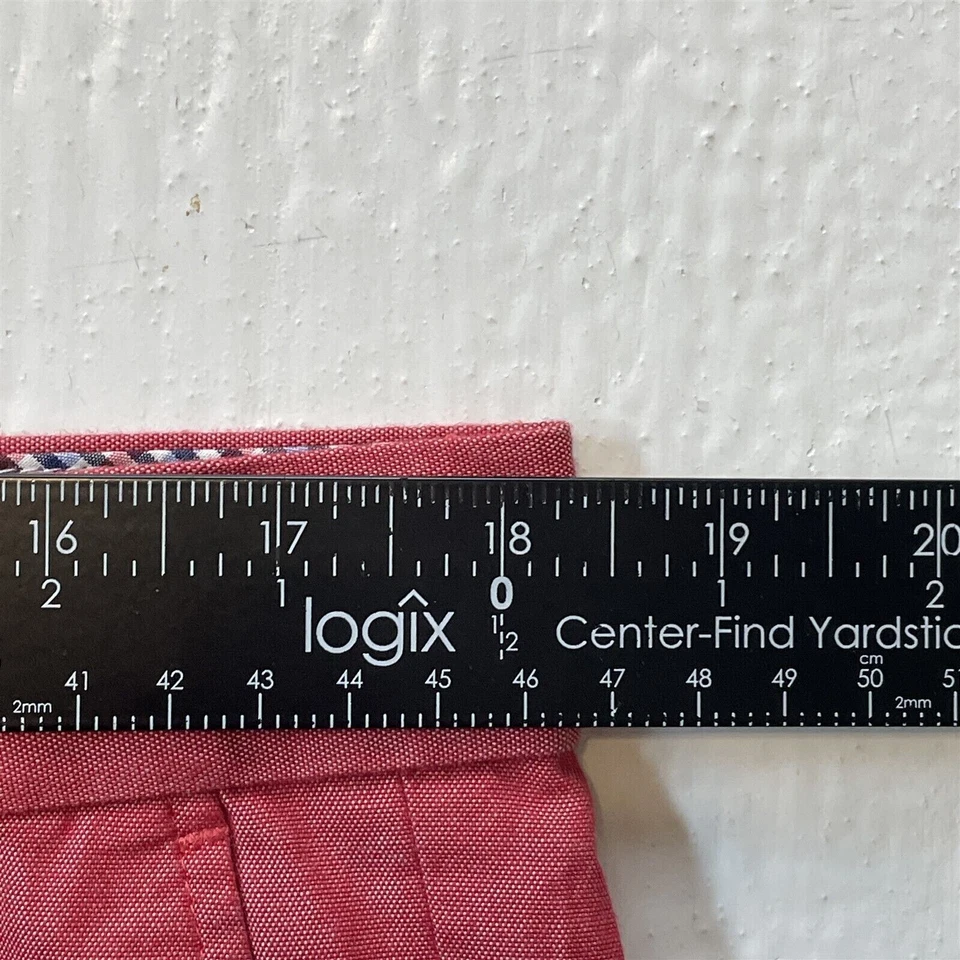 16 17 18 19 20
2 1 0 1 2
logix 1/2 Center-Find Yardstic
cm
41 42 43 44 45 46 47 48 49 50 51
2mm 2mm